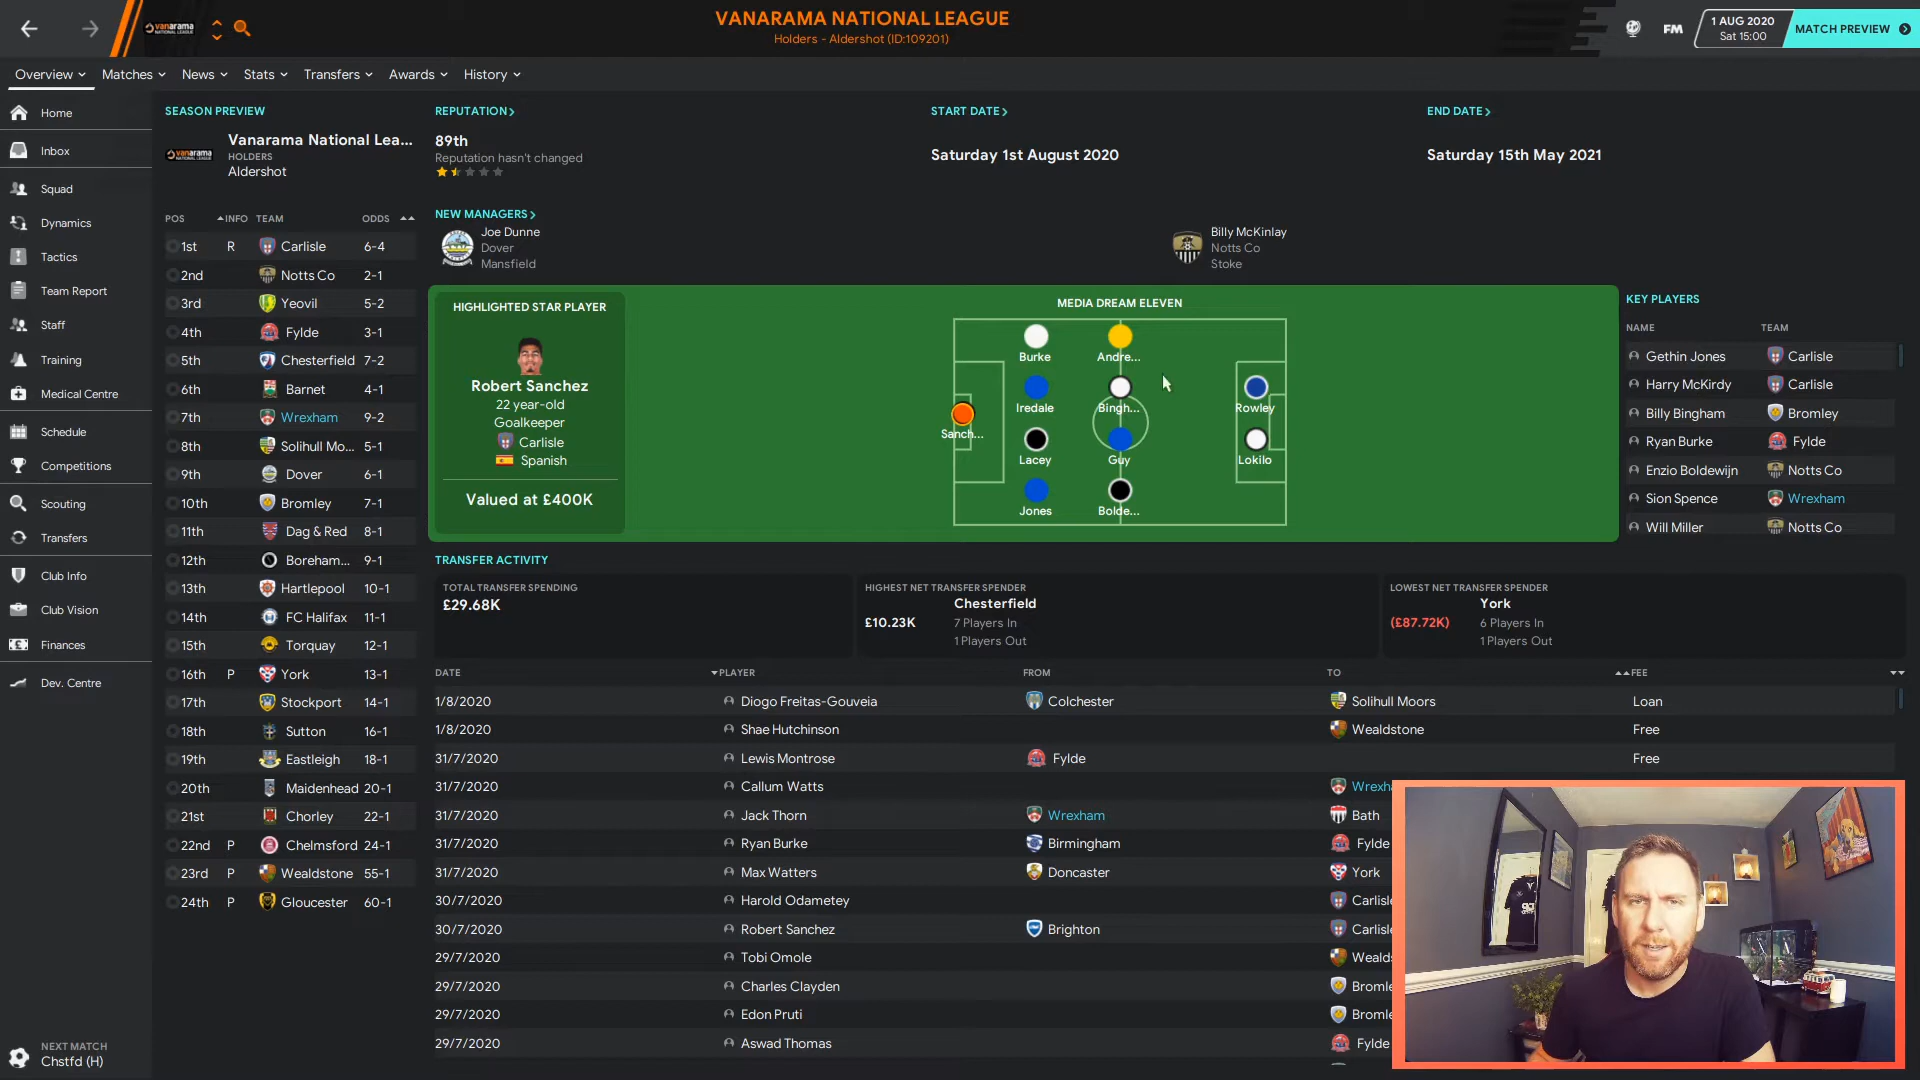 vanarama
NATIONAL LEAGUE
VANARAMA NATIONAL LEAGUE
Holders - Aldershot (ID:109201)
FM
1 AUG 2020
Sat 15:00
MATCH PREVIEW
Overview
Matches
News
Stats
Transfers
Awards
History
Home
Inbox
Squad
Dynamics
Tactics
Team Report
Staff
Training
Medical Centre
Schedule
Competitions
Scouting
Transfers
Club Info
Club Vision
Finances
Dev. Centre
NEXT MATCH
Chstfd (H)
SEASON PREVIEW
vanarama
NATIONAL LEAGUE
Vanarama National Lea...
HOLDERS
Aldershot
POS INFO TEAM ODDS
1st R Carlisle 6-4
2nd Notts Co 2-1
3rd Yeovil 5-2
4th Fylde 3-1
5th Chesterfield 7-2
6th Barnet 4-1
7th Wrexham 9-2
8th Solihull Mo... 5-1
9th Dover 6-1
10th Bromley 7-1
11th Dag & Red 8-1
12th Boreham... 9-1
13th Hartlepool 10-1
14th FC Halifax 11-1
15th Torquay 12-1
16th P York 13-1
17th Stockport 14-1
18th Sutton 16-1
19th Eastleigh 18-1
20th Maidenhead 20-1
21st Chorley 22-1
22nd P Chelmsford 24-1
23rd P Wealdstone 55-1
24th P Gloucester 60-1
REPUTATION
89th
Reputation hasn't changed
START DATE
Saturday 1st August 2020
END DATE
Saturday 15th May 2021
NEW MANAGERS
Joe Dunne
Dover
Mansfield
Billy McKinlay
Notts Co
Stoke
HIGHLIGHTED STAR PLAYER
Robert Sanchez
22 year-old
Goalkeeper
Carlisle
Spanish
Valued at £400K
MEDIA DREAM ELEVEN
Burke
Andre...
Iredale
Bingh...
Rowley
Sanch...
Lacey
Guy
Lokilo
Jones
Bolde...
KEY PLAYERS
NAME TEAM
Gethin Jones Carlisle
Harry McKirdy Carlisle
Billy Bingham Bromley
Ryan Burke Fylde
Enzio Boldewijn Notts Co
Sion Spence Wrexham
Will Miller Notts Co
TRANSFER ACTIVITY
TOTAL TRANSFER SPENDING
£29.68K
HIGHEST NET TRANSFER SPENDER
Chesterfield
£10.23K
7 Players In
1 Players Out
LOWEST NET TRANSFER SPENDER
York
(£87.72K)
6 Players In
1 Players Out
DATE PLAYER FROM TO FEE
1/8/2020 Diogo Freitas-Gouveia Colchester Solihull Moors Loan
1/8/2020 Shae Hutchinson Wealdstone Free
31/7/2020 Lewis Montrose Fylde Free
31/7/2020 Callum Watts Wrexh
31/7/2020 Jack Thorn Wrexham Bath
31/7/2020 Ryan Burke Birmingham Fylde
31/7/2020 Max Watters Doncaster York
30/7/2020 Harold Odametey Carlisle
30/7/2020 Robert Sanchez Brighton Carlisle
29/7/2020 Tobi Omole Wealds
29/7/2020 Charles Clayden Bromle
29/7/2020 Edon Pruti Bromle
29/7/2020 Aswad Thomas Fylde